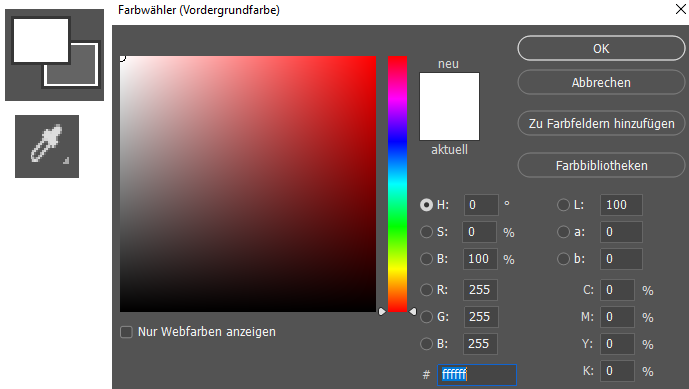 Farbwähler (Vordergrundfarbe)
neu
aktuell
OK
Abbrechen
Zu Farbfeldern hinzufügen
Farbbibliotheken
H: 0 °
S: 0 %
B: 100 %
R: 255
G: 255
B: 255
# ffffff
L: 100
a: 0
b: 0
C: 0 %
M: 0 %
Y: 0 %
K: 0 %
Nur Webfarben anzeigen